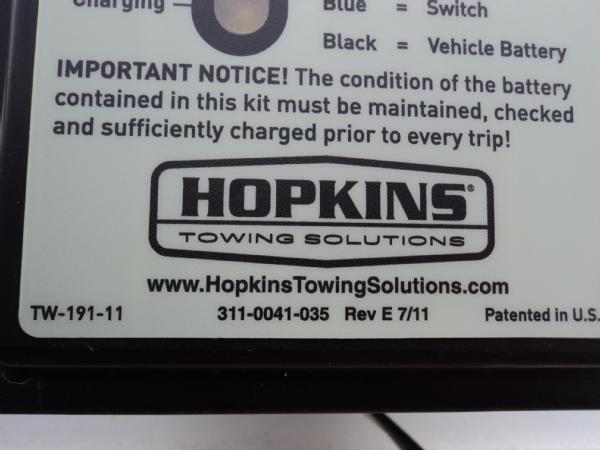 Charging
Blue = Switch
Black = Vehicle Battery
IMPORTANT NOTICE! The condition of the battery
contained in this kit must be maintained, checked
and sufficiently charged prior to every trip!
HOPKINS®
TOWING SOLUTIONS
www.HopkinsTowingSolutions.com
TW-191-11 311-0041-035 Rev E 7/11 Patented in U.S.